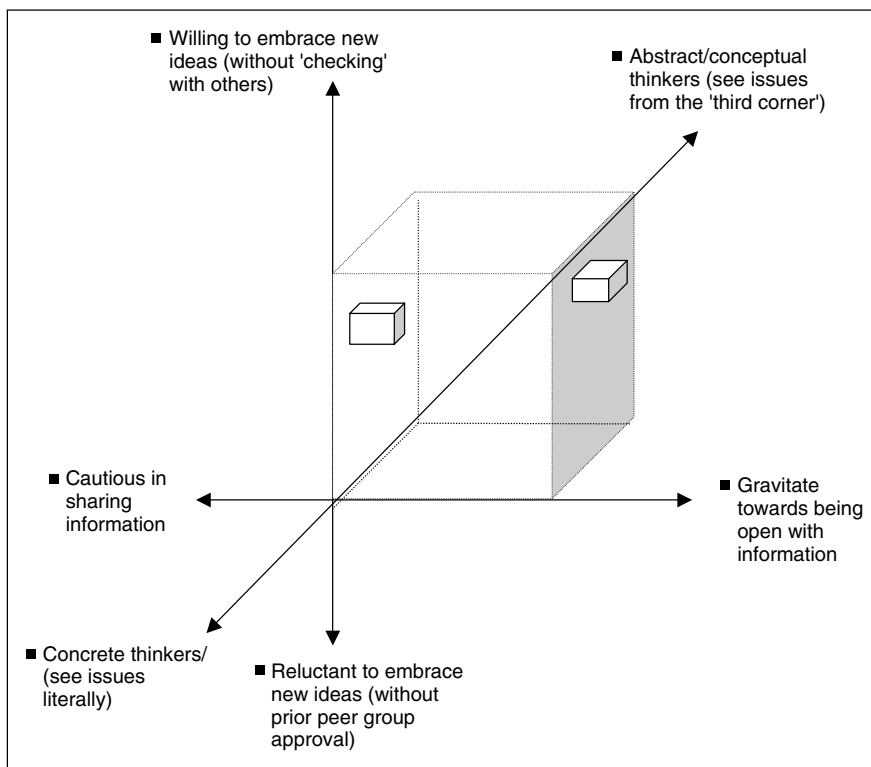 ■ Willing to embrace new
ideas (without 'checking'
with others)
■ Abstract/conceptual
thinkers (see issues
from the 'third corner')
■ Cautious in
sharing
information
■ Gravitate
towards being
open with
information
■ Concrete thinkers/
(see issues
literally)
■ Reluctant to embrace
new ideas (without
prior peer group
approval)